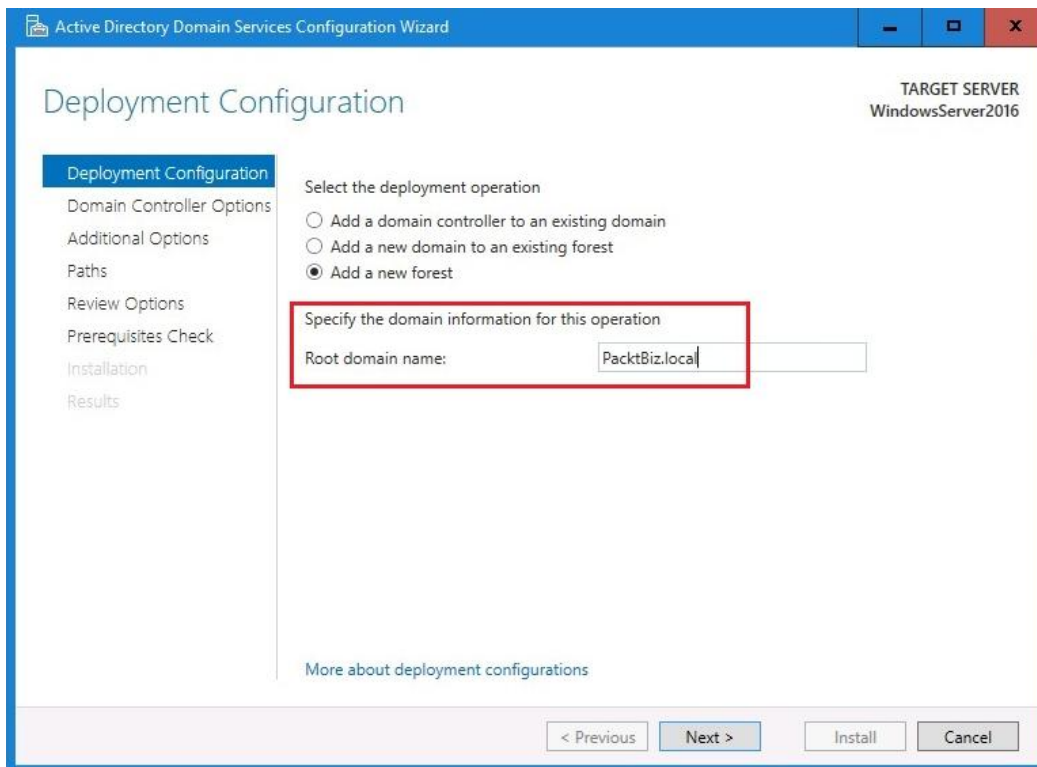 Active Directory Domain Services Configuration Wizard
Deployment Configuration
TARGET SERVER
WindowsServer2016
Deployment Configuration
Domain Controller Options
Additional Options
Paths
Review Options
Prerequisites Check
Installation
Results
Select the deployment operation
Add a domain controller to an existing domain
Add a new domain to an existing forest
Add a new forest
Specify the domain information for this operation
Root domain name: PacktBiz.local
More about deployment configurations
< Previous Next > Install Cancel